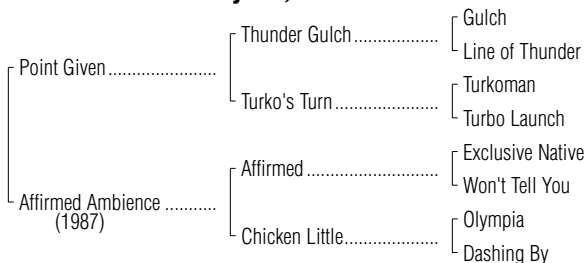 Gulch
Thunder Gulch....................
Line of Thunder
Point Given.......................
Turkoman
Turko's Turn.......................
Turbo Launch
Exclusive Native
Affirmed............................
Won't Tell You
Affirmed Ambience...........
(1987)
Olympia
Chicken Little.....................
Dashing By